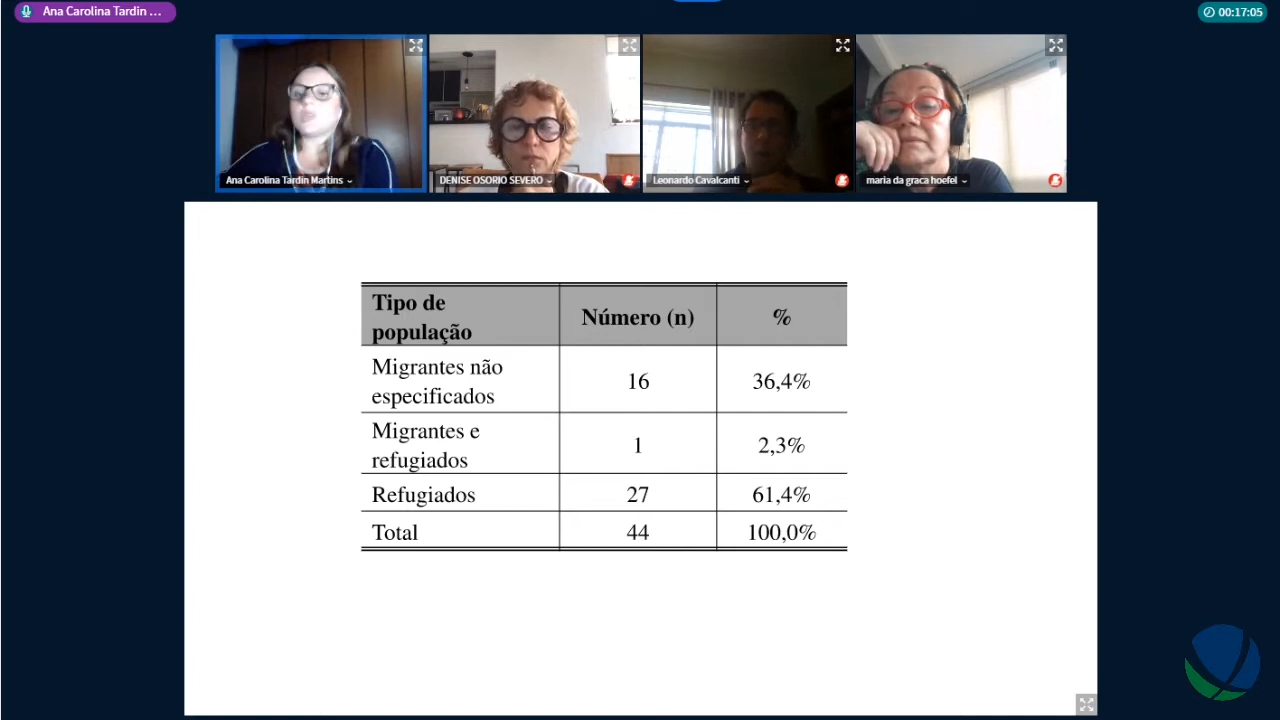 Ana Carolina Tardin ...
00:17:05
Ana Carolina Tardin Martins
DENISE OSORIO SEVERO
Leonardo Cavalcanti
maria da graca hoefel
Tipo de
população
Número (n)
%
Migrantes não
especificados
16
36,4%
Migrantes e
refugiados
1
2,3%
Refugiados
27
61,4%
Total
44
100,0%